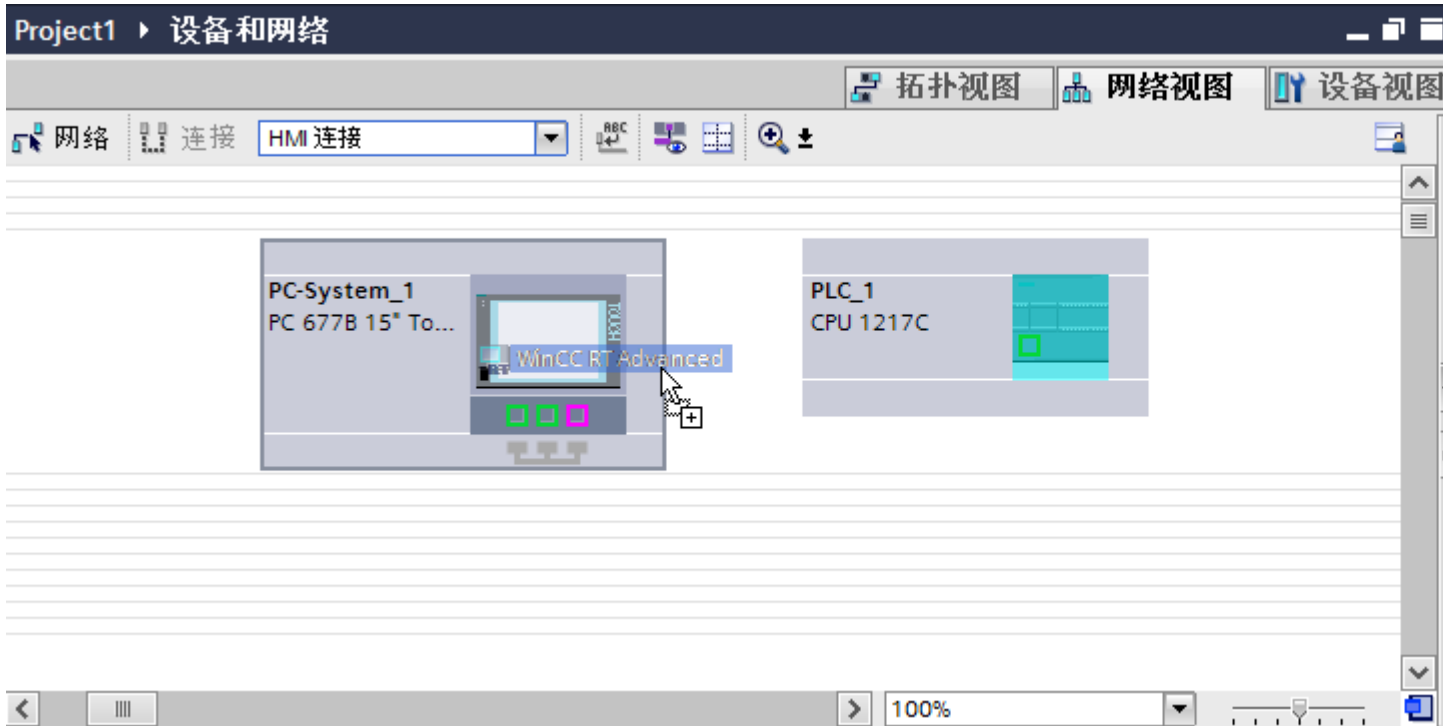 Project1 ▸ 设备和网络
拓扑视图 网络视图 设备视图
网络 连接 HMI 连接
PC-System_1
PC 677B 15" To...
TOUCH
WinCC RT Advanced
PLC_1
CPU 1217C
100%